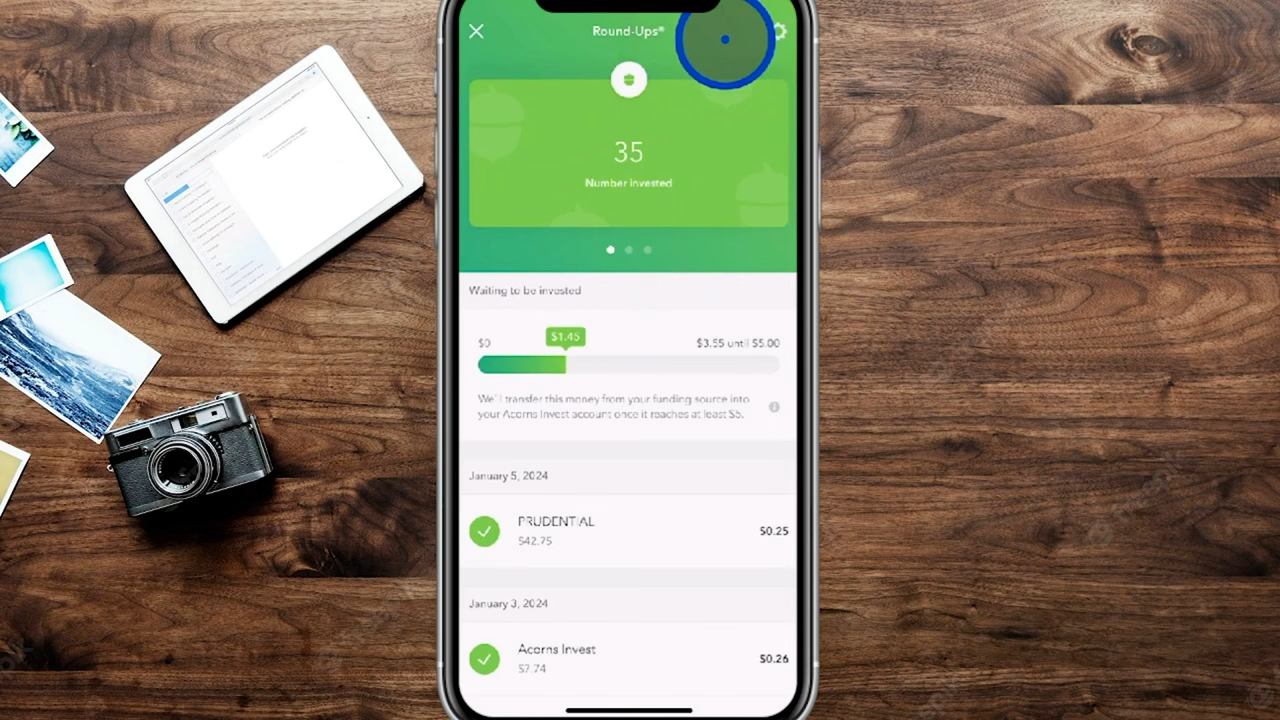 Round-Ups®
35
Number invested
Waiting to be invested
$0
$1.45
$3.55 until $5.00
We'll transfer this money from your funding source into
your Acorns Invest account once it reaches at least $5.
January 5, 2024
PRUDENTIAL
$0.25
$42.75
January 3, 2024
Acorns Invest
$0.26
$7.74